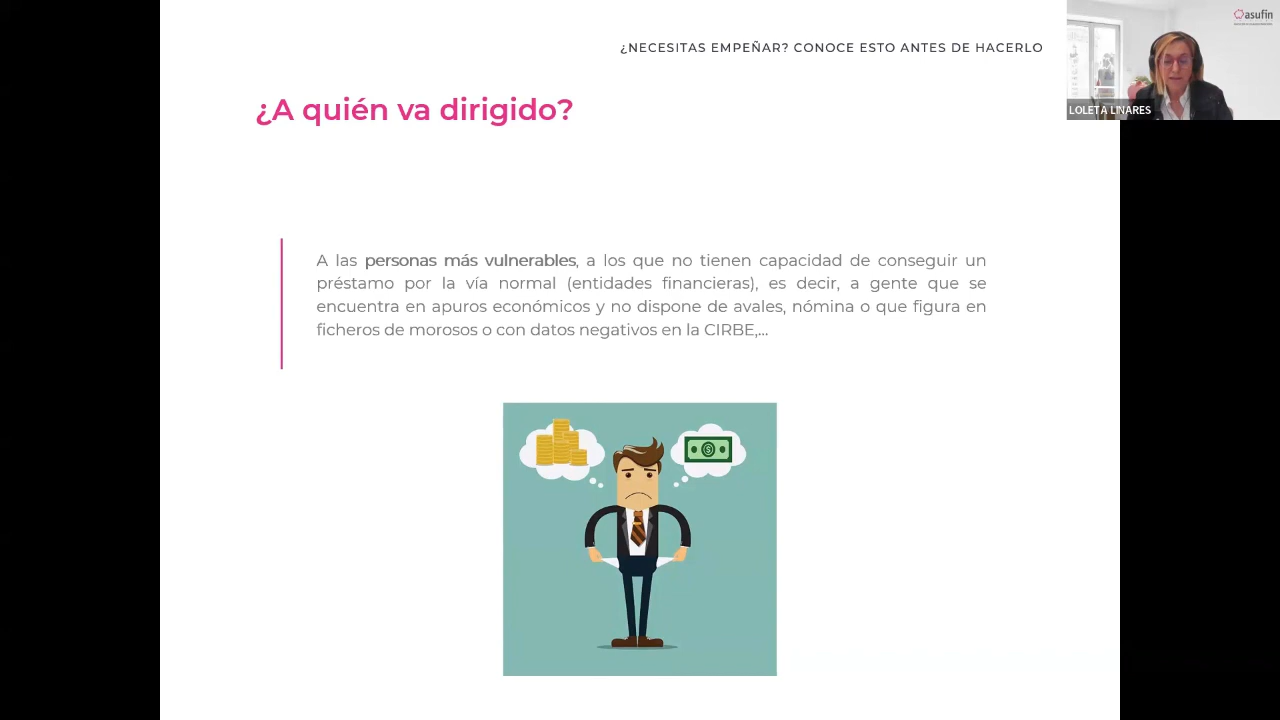 ¿NECESITAS EMPEÑAR? CONOCE ESTO ANTES DE HACERLO
asufin
LOLETA LINARES
¿A quién va dirigido?
A las personas más vulnerables, a los que no tienen capacidad de conseguir un
préstamo por la vía normal (entidades financieras), es decir, a gente que se
encuentra en apuros económicos y no dispone de avales, nómina o que figura en
ficheros de morosos o con datos negativos en la CIRBE,...